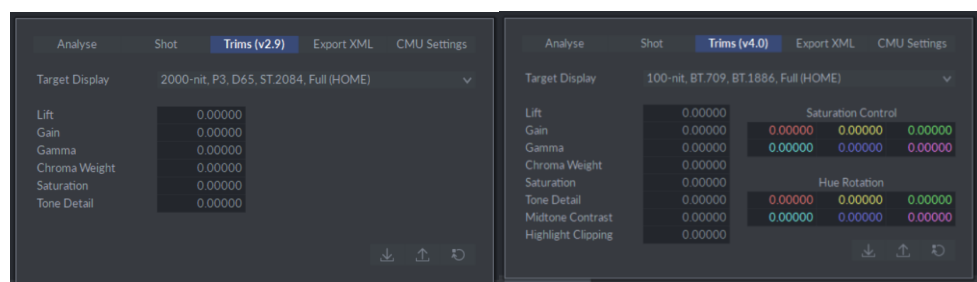 Analyse Shot Trims (v2.9) Export XML CMU Settings
Target Display 2000-nit, P3, D65, ST.2084, Full (HOME)
Lift 0.00000
Gain 0.00000
Gamma 0.00000
Chroma Weight 0.00000
Saturation 0.00000
Tone Detail 0.00000
Analyse Shot Trims (v4.0) Export XML CMU Settings
Target Display 100-nit, BT.709, BT.1886, Full (HOME)
Lift 0.00000 Saturation Control
Gain 0.00000 0.00000 0.00000 0.00000
Gamma 0.00000 0.00000 0.00000 0.00000
Chroma Weight 0.00000
Saturation 0.00000 Hue Rotation
Tone Detail 0.00000 0.00000 0.00000 0.00000
Midtone Contrast 0.00000 0.00000 0.00000 0.00000
Highlight Clipping 0.00000